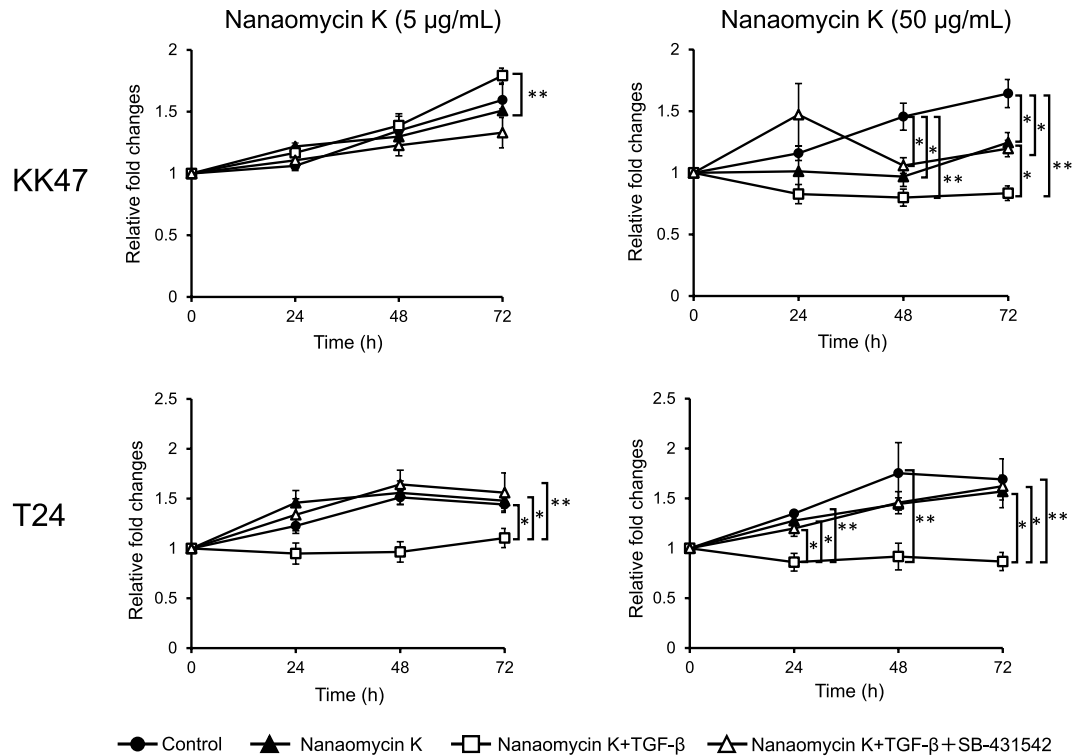 Nanaomycin K (5 μg/mL)
Nanaomycin K (50 μg/mL)
KK47
Relative fold changes
2
1.5
1
0.5
0
0 24 48 72
Time (h)
**
Relative fold changes
2
1.5
1
0.5
0
0 24 48 72
Time (h)
* * **
* * * **
T24
Relative fold changes
2.5
2
1.5
1
0.5
0
0 24 48 72
Time (h)
* * **
Relative fold changes
2.5
2
1.5
1
0.5
0
0 24 48 72
Time (h)
* * **
**
* * **
Control Nanaomycin K Nanaomycin K+TGF-β Nanaomycin K+TGF-β+SB-431542